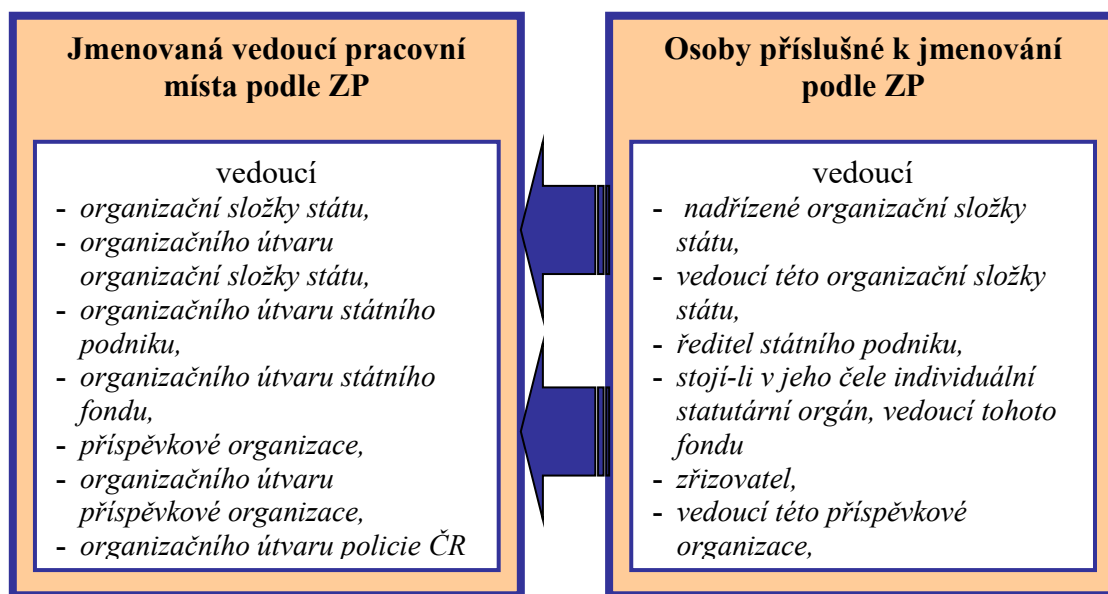 Jmenovaná vedoucí pracovní
místa podle ZP
vedoucí
- organizační složky státu,
- organizačního útvaru
organizační složky státu,
- organizačního útvaru státního
podniku,
- organizačního útvaru státního
fondu,
- příspěvkové organizace,
- organizačního útvaru
příspěvkové organizace,
- organizačního útvaru policie ČR
Osoby příslušné k jmenování
podle ZP
vedoucí
- nadřízené organizační složky
státu,
- vedoucí této organizační složky
státu,
- ředitel státního podniku,
- stojí-li v jeho čele individuální
statutární orgán, vedoucí tohoto
fondu
- zřizovatel,
- vedoucí této příspěvkové
organizace,